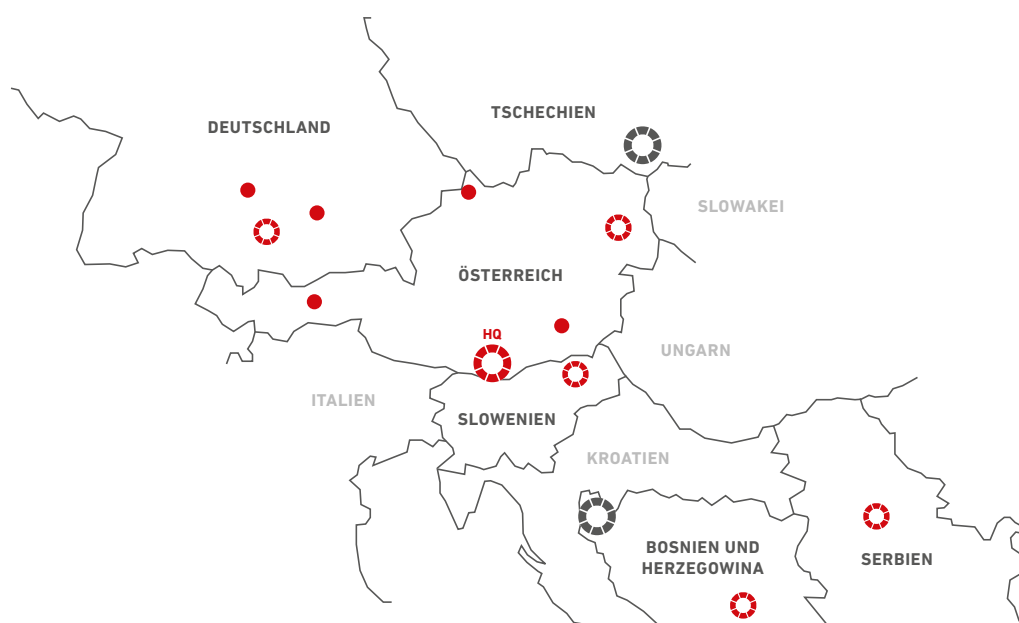 TSCHECHIEN
DEUTSCHLAND
SLOWAKEI
ÖSTERREICH
HQ
UNGARN
ITALIEN
SLOWENIEN
KROATIEN
BOSNIEN UND
HERZEGOWINA
SERBIEN